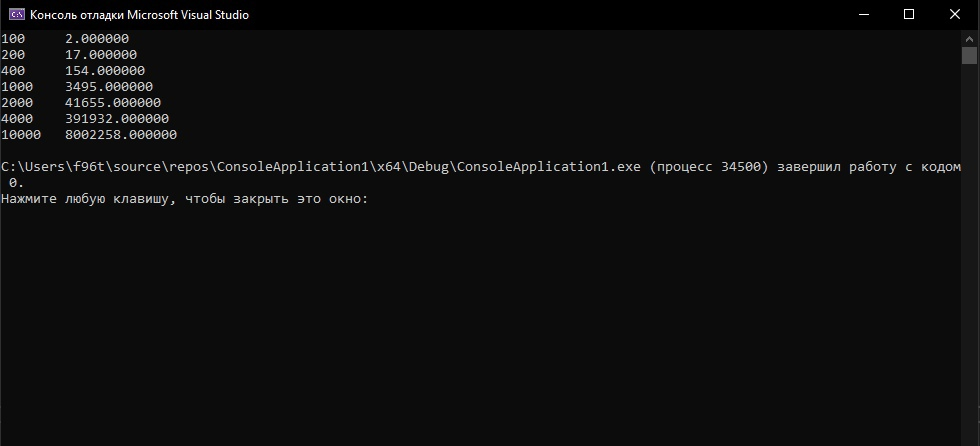 Консоль отладки Microsoft Visual Studio
100 2.000000
200 17.000000
400 154.000000
1000 3495.000000
2000 41655.000000
4000 391932.000000
10000 8002258.000000
C:\Users\f96t\source\repos\ConsoleApplication1\x64\Debug\ConsoleApplication1.exe (процесс 34500) завершил работу с кодом
0.
Нажмите любую клавишу, чтобы закрыть это окно: